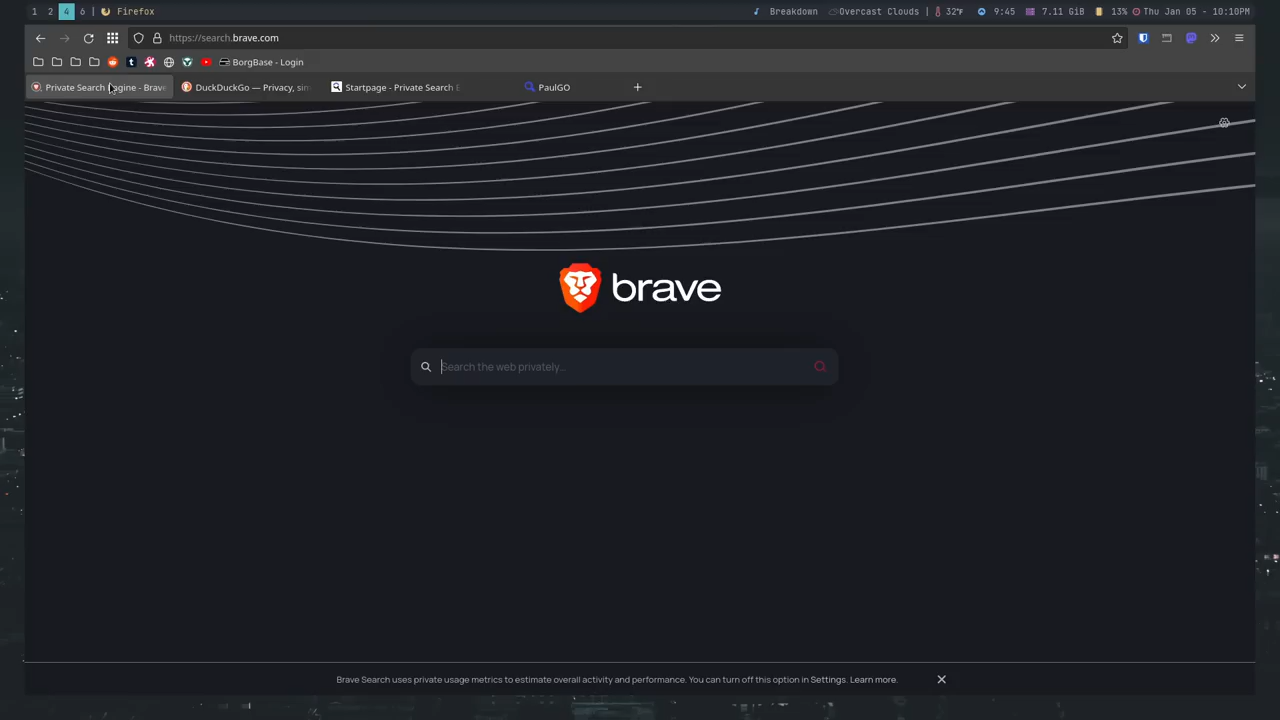 1 2 4 6 | Firefox
Breakdown Overcast Clouds | 32°F 9:45 7.11 GiB 13% Thu Jan 05 - 10:10PM
https://search.brave.com
BorgBase - Login
Private Search Engine - Brave
DuckDuckGo — Privacy, sim
Startpage - Private Search E
PaulGO
brave
Search the web privately...
Brave Search uses private usage metrics to estimate overall activity and performance. You can turn off this option in Settings. Learn more.